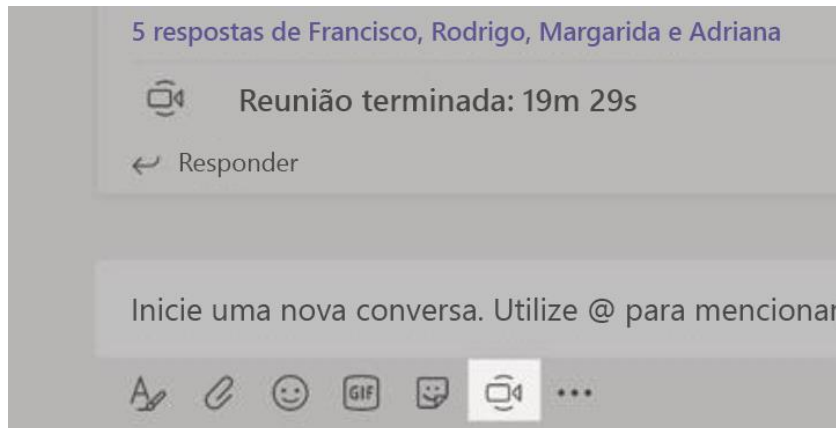 5 respostas de Francisco, Rodrigo, Margarida e Adriana
Reunião terminada: 19m 29s
Responder
Inicie uma nova conversa. Utilize @ para mencionar
GIF